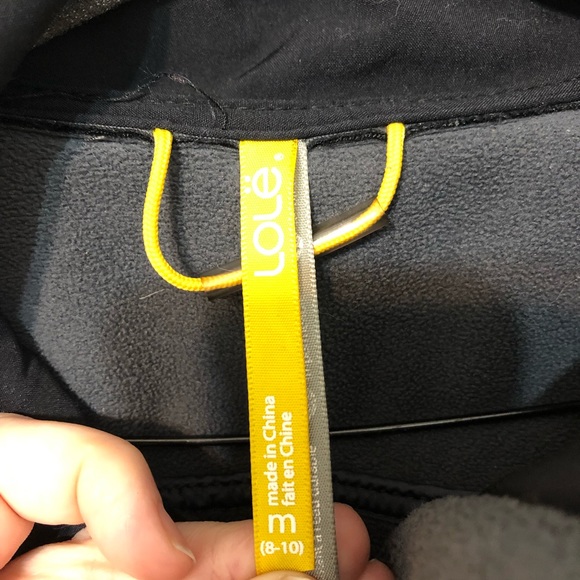 Lolë.
made in China
fait en Chine
m
(8-10)